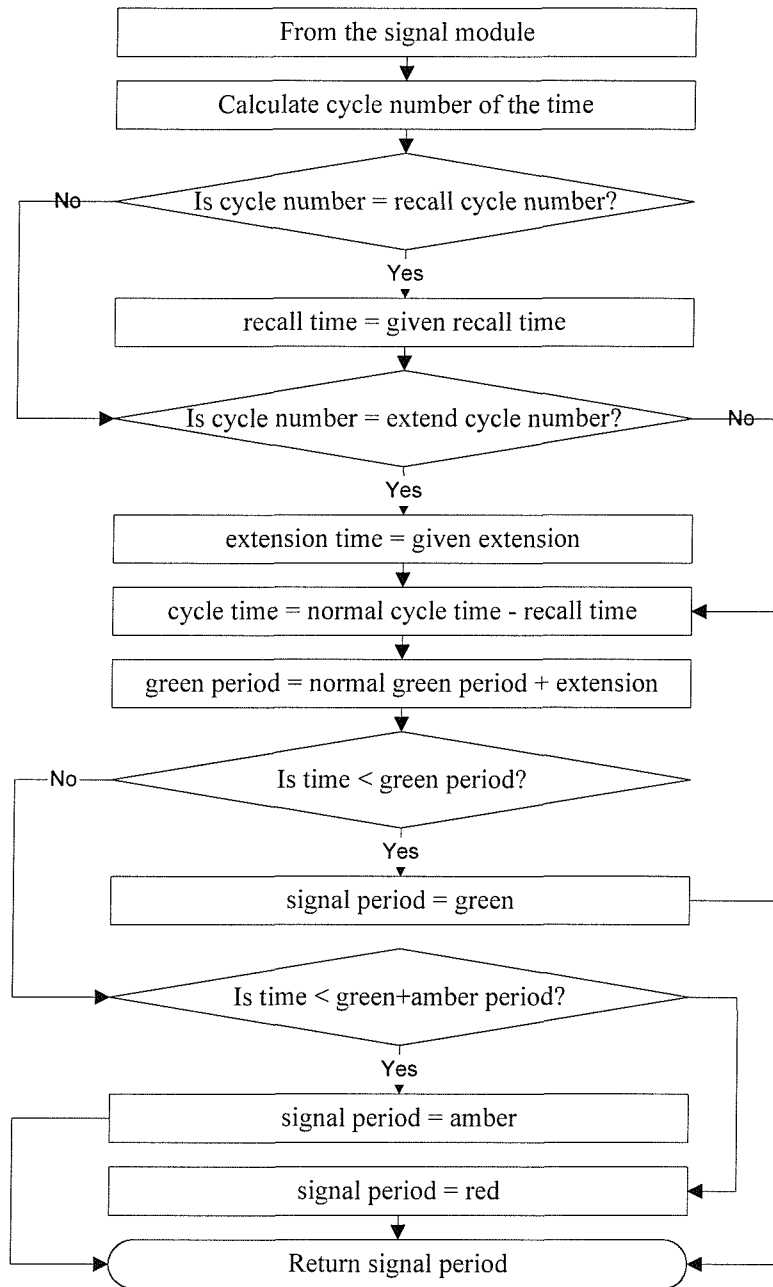 From the signal module
Calculate cycle number of the time
Is cycle number = recall cycle number?
No
Yes
recall time = given recall time
Is cycle number = extend cycle number?
No
Yes
extension time = given extension
cycle time = normal cycle time - recall time
green period = normal green period + extension
Is time < green period?
No
Yes
signal period = green
Is time < green+amber period?
Yes
signal period = amber
signal period = red
Return signal period